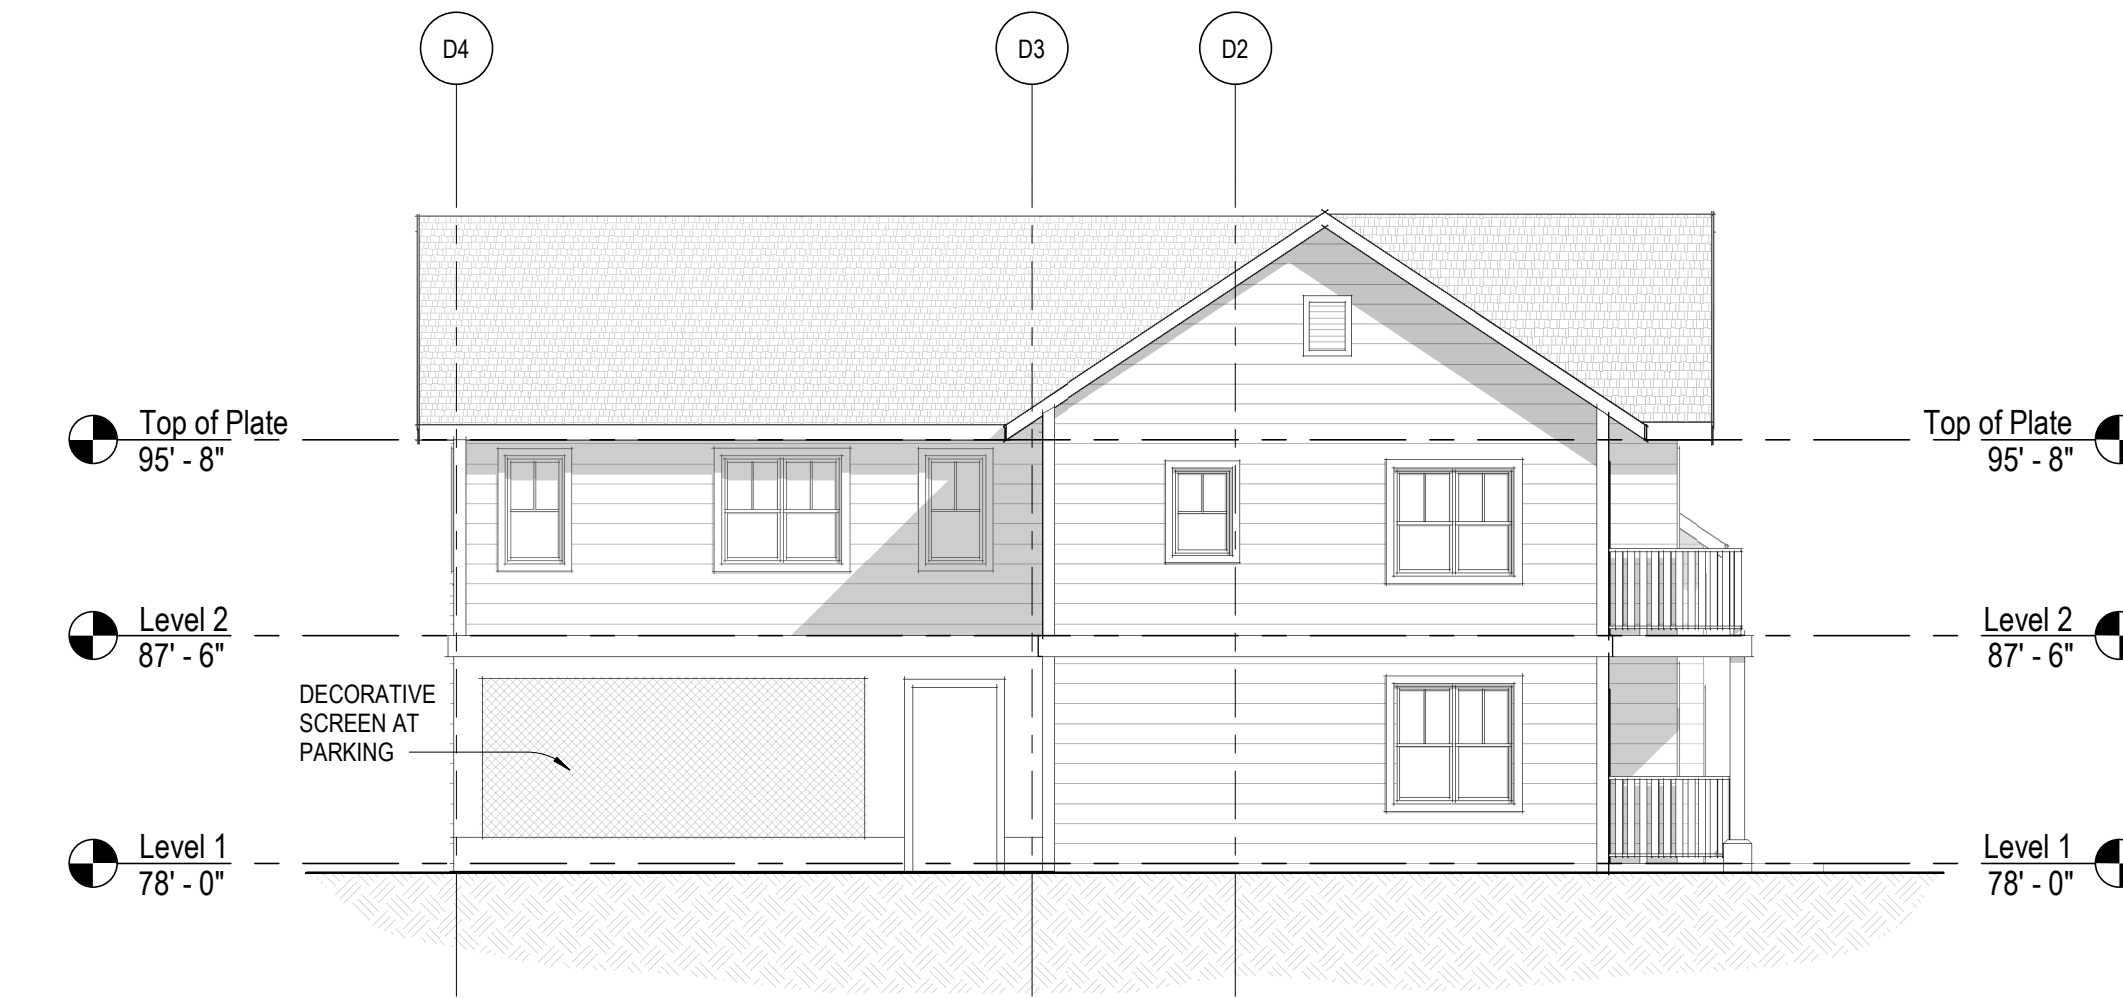 D4
D3
D2
Top of Plate
95' - 8"
Top of Plate
95' - 8"
Level 2
87' - 6"
Level 2
87' - 6"
DECORATIVE
SCREEN AT
PARKING
Level 1
78' - 0"
Level 1
78' - 0"